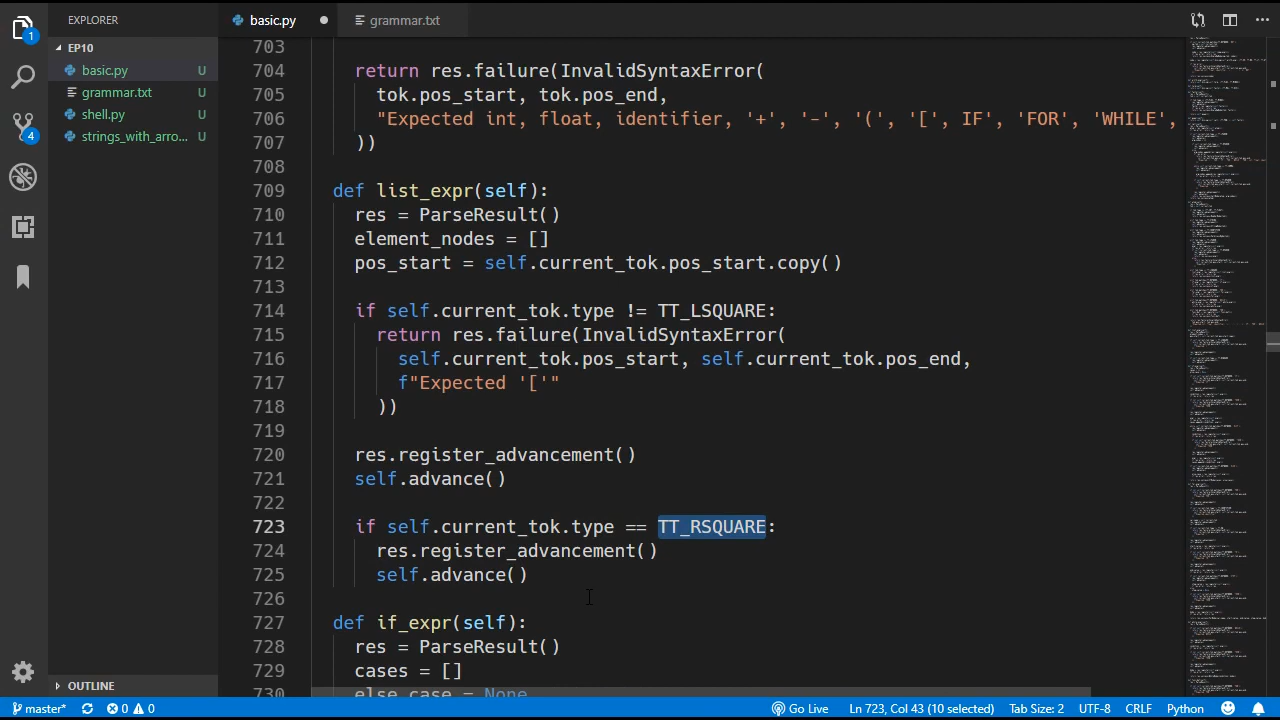 EXPLORER
basic.py
grammar.txt
EP10
basic.py U
grammar.txt U
shell.py U
strings_with_arro... U
1
4
703
704 return res.failure(InvalidSyntaxError(
705 tok.pos_start, tok.pos_end,
706 "Expected int, float, identifier, '+', '-', '(', '[', IF', 'FOR', 'WHILE',
707 ))
708
709 def list_expr(self):
710 res = ParseResult()
711 element_nodes = []
712 pos_start = self.current_tok.pos_start.copy()
713
714 if self.current_tok.type != TT_LSQUARE:
715 return res.failure(InvalidSyntaxError(
716 self.current_tok.pos_start, self.current_tok.pos_end,
717 f"Expected '['"
718 ))
719
720 res.register_advancement()
721 self.advance()
722
723 if self.current_tok.type == TT_RSQUARE:
724 res.register_advancement()
725 self.advance()
726
727 def if_expr(self):
728 res = ParseResult()
729 cases = []
730 else_case = None
OUTLINE
master* 0 0 Go Live Ln 723, Col 43 (10 selected) Tab Size: 2 UTF-8 CRLF Python